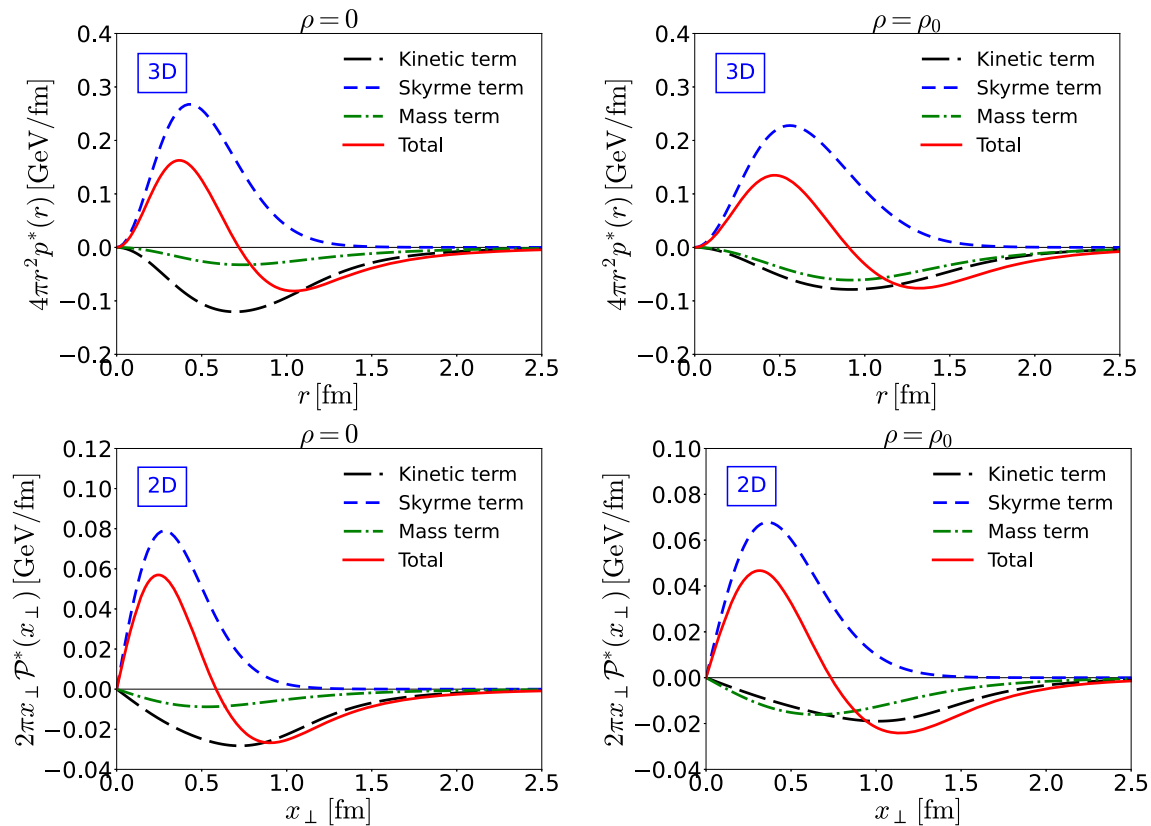 ρ = 0
0.4
0.3
0.2
0.1
0.0
−0.1
−0.2
4πr²p*(r) [GeV/fm]
3D
Kinetic term
Skyrme term
Mass term
Total
0.0 0.5 1.0 1.5 2.0 2.5
r [fm]
ρ = ρ₀
0.4
0.3
0.2
0.1
0.0
−0.1
−0.2
4πr²p*(r) [GeV/fm]
3D
Kinetic term
Skyrme term
Mass term
Total
0.0 0.5 1.0 1.5 2.0 2.5
r [fm]
ρ = 0
0.12
0.10
0.08
0.06
0.04
0.02
0.00
−0.02
−0.04
2πx⊥𝒫*(x⊥) [GeV/fm]
2D
Kinetic term
Skyrme term
Mass term
Total
0.0 0.5 1.0 1.5 2.0 2.5
x⊥ [fm]
ρ = ρ₀
0.10
0.08
0.06
0.04
0.02
0.00
−0.02
−0.04
2πx⊥𝒫*(x⊥) [GeV/fm]
2D
Kinetic term
Skyrme term
Mass term
Total
0.0 0.5 1.0 1.5 2.0 2.5
x⊥ [fm]